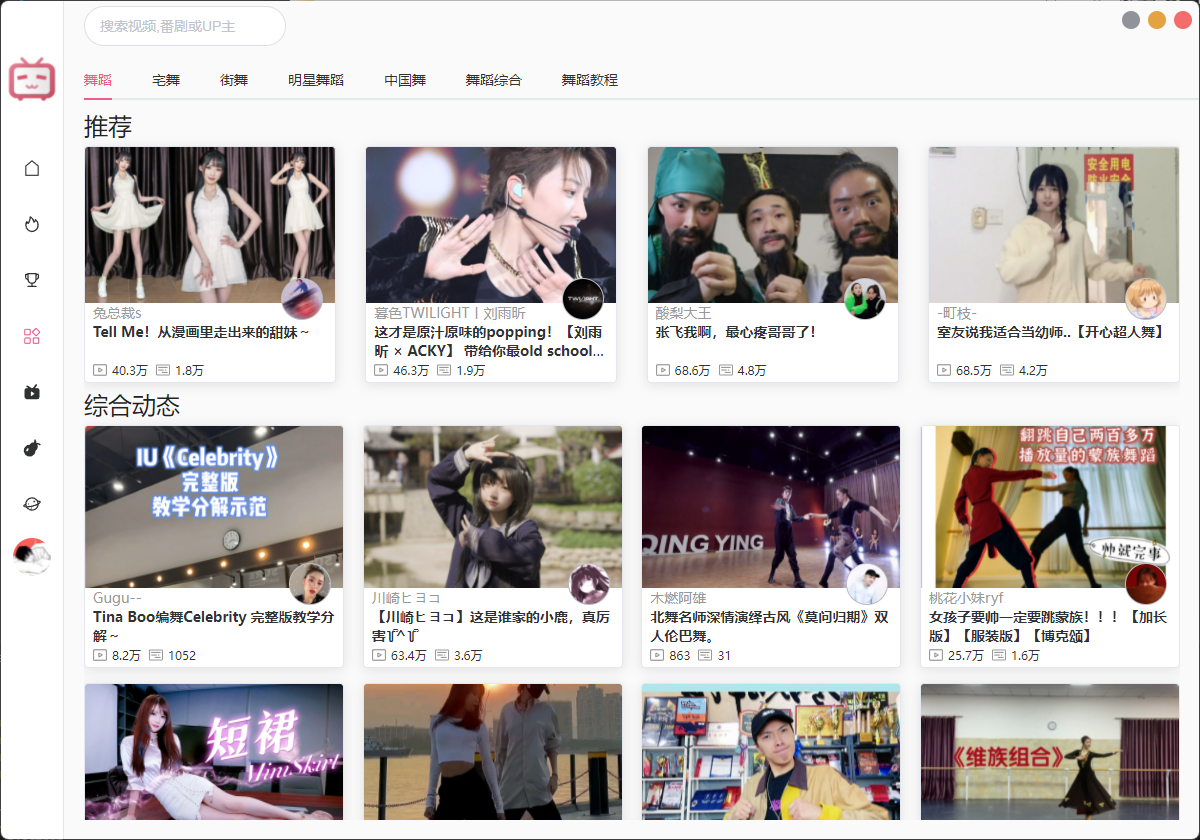 搜索视频,番剧或UP主
舞蹈 宅舞 街舞 明星舞蹈 中国舞 舞蹈综合 舞蹈教程
推荐
安全用电
防火安全
TWILIGHT
兔总裁s
Tell Me！从漫画里走出来的甜妹～
40.3万 1.8万
暮色TWILIGHT丨刘雨昕
这才是原汁原味的popping！【刘雨
昕 × ACKY】 带给你最old school...
46.3万 1.9万
酸梨大王
张飞我啊，最心疼哥哥了！
68.6万 4.8万
-町枝-
室友说我适合当幼师..【开心超人舞】
68.5万 4.2万
综合动态
IU《Celebrity》
完整版
教学分解示范
QING YING
翻跳自己两百多万
播放量的蒙族舞蹈
帅就完事
Gugu--
Tina Boo编舞Celebrity 完整版教学分
解～
8.2万 1052
川崎ヒヨコ
【川崎ヒヨコ】这是谁家的小鹿，真厉
63.4万 3.6万
木燃阿雄
北舞名师深情演绎古风《莫问归期》双
人伦巴舞。
863 31
桃花小妹ryf
女孩子要帅一定要跳蒙族！！！【加长
版】【服装版】【博克颂】
25.7万 1.6万
短裙
Mini Skirt
《维族组合》